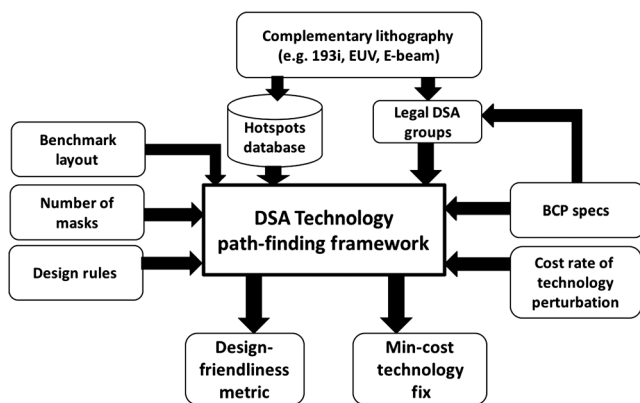 Complementary lithography
(e.g. 193i, EUV, E-beam)
Hotspots
database
Legal DSA
groups
Benchmark
layout
Number of
masks
Design rules
DSA Technology
path-finding framework
BCP specs
Cost rate of
technology
perturbation
Design-
friendliness
metric
Min-cost
technology
fix